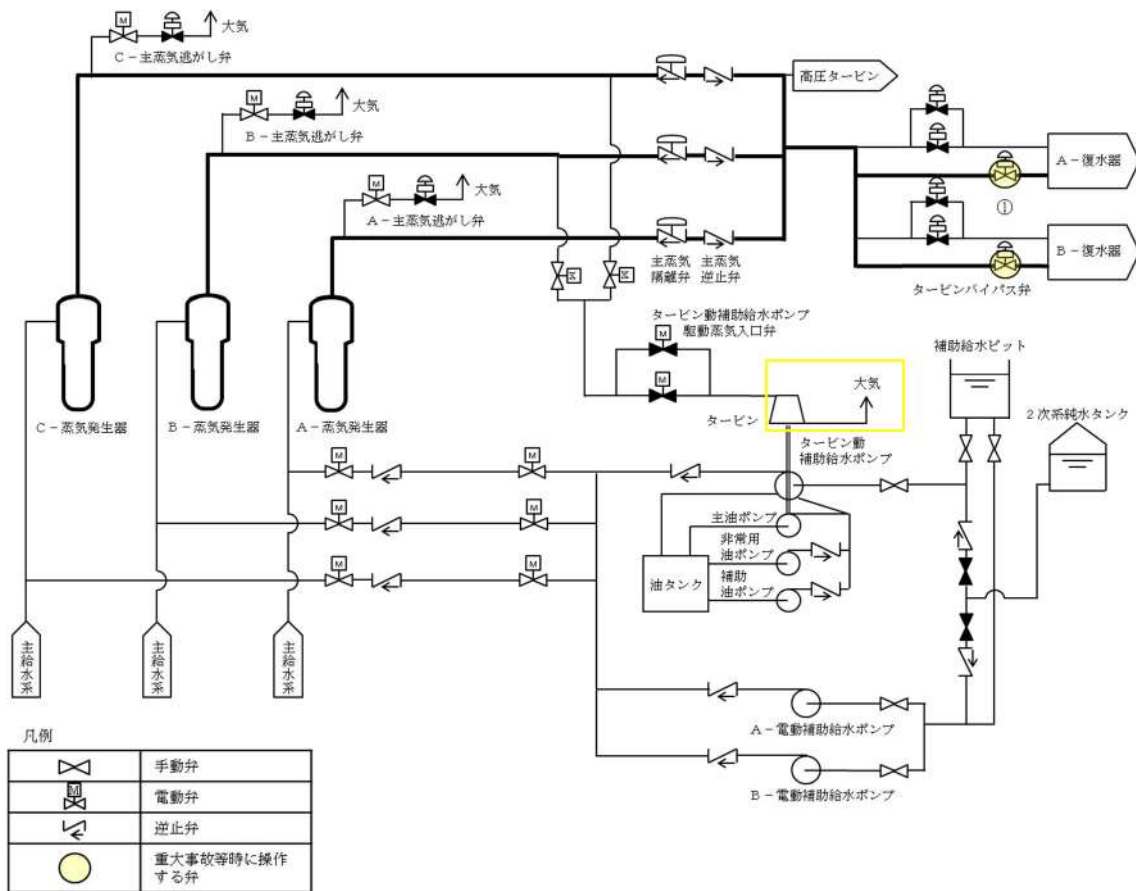 大気
C－主蒸気逃がし弁
大気
B－主蒸気逃がし弁
大気
A－主蒸気逃がし弁
高圧タービン
A－復水器
①
B－復水器
タービンバイパス弁
主蒸気
隔離弁
主蒸気
逆止弁
タービン動補助給水ポンプ
駆動蒸気入口弁
補助給水ピット
大気
2次系純水タンク
タービン
C－蒸気発生器
B－蒸気発生器
A－蒸気発生器
タービン動
補助給水ポンプ
主油ポンプ
非常用
油ポンプ
補助
油ポンプ
油タンク
主給水系
主給水系
主給水系
A－電動補助給水ポンプ
B－電動補助給水ポンプ
M
M
M
M
M
M
M
M
M
M
M
M
M
凡例
手動弁
M
電動弁
逆止弁
重大事故等時に操作
する弁